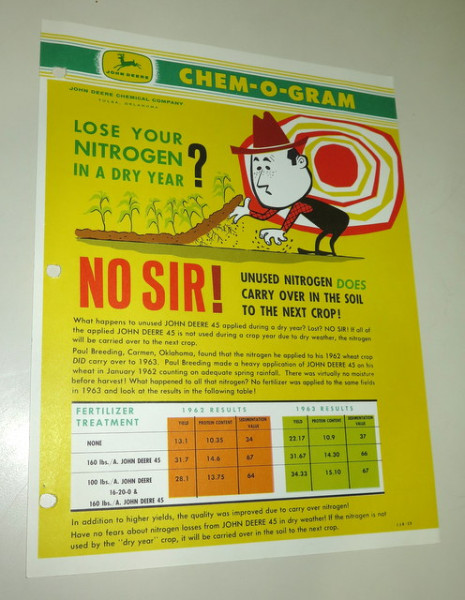 JOHN DEERE
CHEM-O-GRAM
JOHN DEERE CHEMICAL COMPANY
TULSA, OKLAHOMA
LOSE YOUR
NITROGEN
IN A DRY YEAR ?
NO SIR!
UNUSED NITROGEN DOES
CARRY OVER IN THE SOIL
TO THE NEXT CROP!
What happens to unused JOHN DEERE 45 applied during a dry year? Lost? NO SIR! If all of
the applied JOHN DEERE 45 is not used during a crop year due to dry weather, the nitrogen
will be carried over to the next crop.
Paul Breeding, Carmen, Oklahoma, found that the nitrogen he applied to his 1962 wheat crop
DID carry over to 1963. Paul Breeding made a heavy application of JOHN DEERE 45 on his
wheat in January 1962 counting on adequate spring rainfall. There was virtually no moisture
before harvest! What happened to all that nitrogen? No fertilizer was applied to the same fields
in 1963 and look at the results in the following table!
FERTILIZER TREATMENT
1962 RESULTS 1963 RESULTS
YIELD PROTEIN CONTENT SEDIMENTATION VALUE YIELD PROTEIN CONTENT SEDIMENTATION VALUE
NONE 13.1 10.35 34 22.17 10.9 37
160 lbs./A. JOHN DEERE 45 31.7 14.6 67 31.67 14.30 66
100 lbs./A. 28.1 13.75 64 34.33 15.10 67
16-20-0 &
160 lbs./A. JOHN DEERE 45
In addition to higher yields, the quality was improved due to carry over nitrogen!
Have no fears about nitrogen losses from JOHN DEERE 45 in dry weather! If the nitrogen is not
used by the "dry year" crop, it will be carried over in the soil to the next crop.